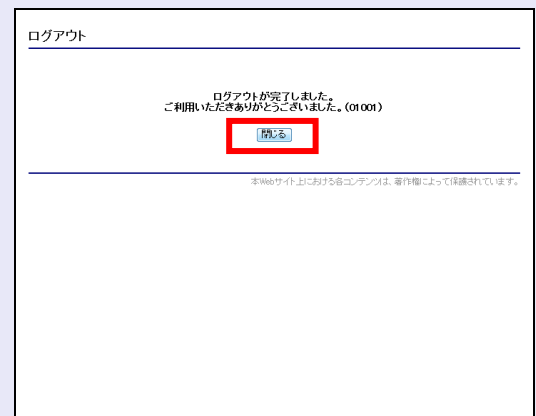 ログアウト
ログアウトが完了しました。
ご利用いただきありがとうございました。(01001)
閉じる
本Webサイト上における各コンテンツは、著作権によって保護されています。